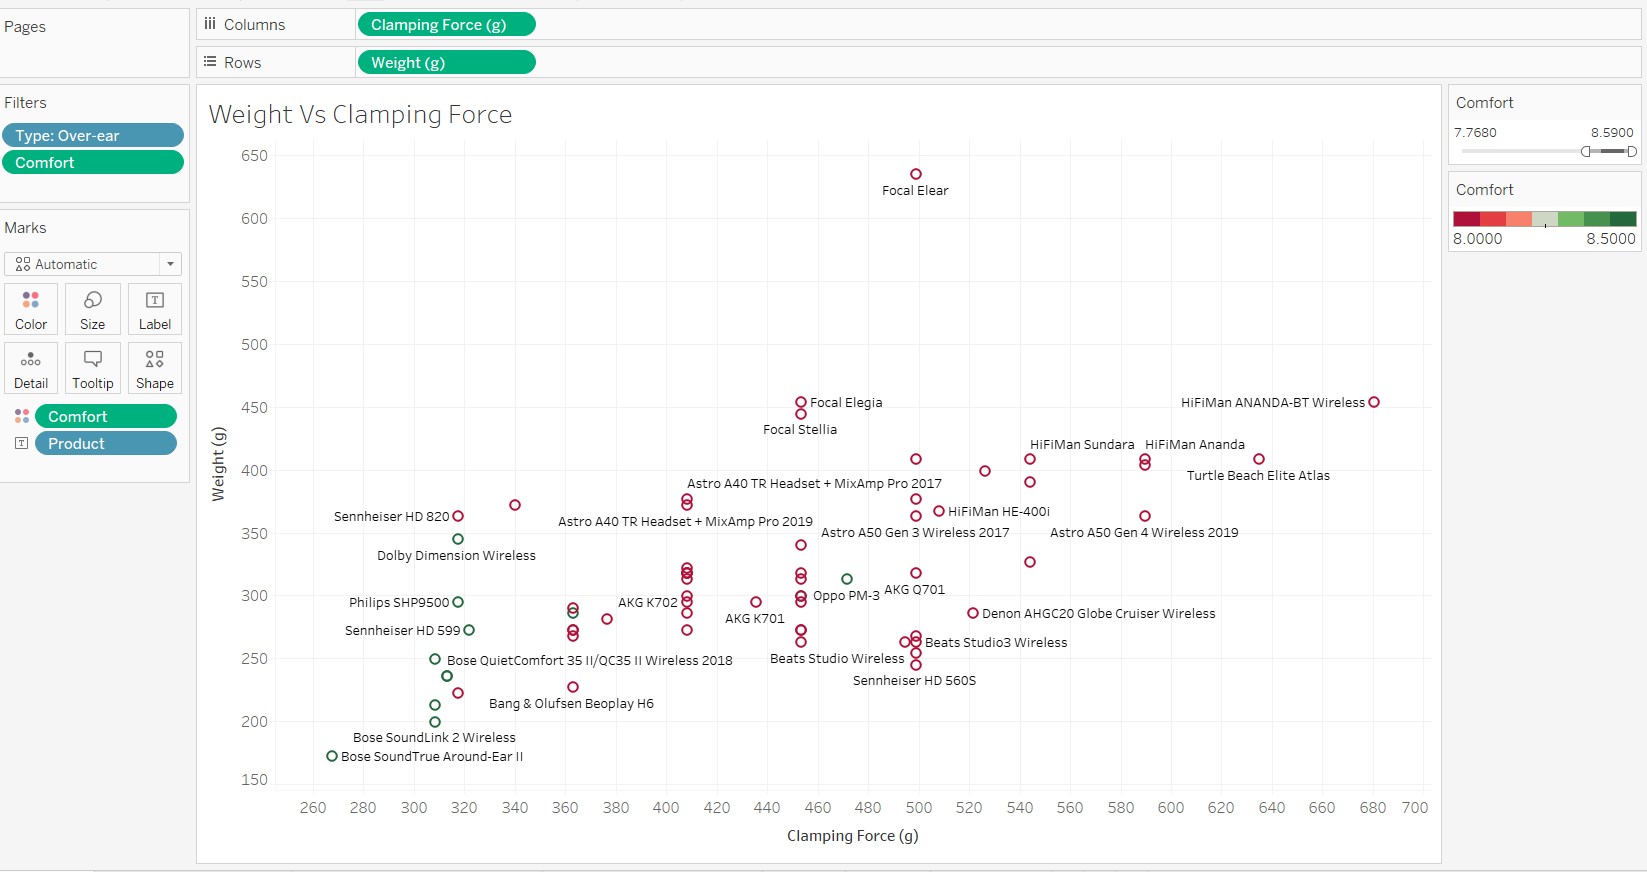 Pages
Columns
Clamping Force (g)
Rows
Weight (g)
Filters
Type: Over-ear
Comfort
Marks
Automatic
Color
Size
Label
Detail
Tooltip
Shape
Comfort
Product
Weight Vs Clamping Force
650
600
550
500
450
400
350
300
250
200
150
Weight (g)
Focal Elear
Focal Elegia
HiFiMan ANANDA-BT Wireless
Focal Stellia
HiFiMan Sundara
HiFiMan Ananda
Turtle Beach Elite Atlas
Astro A40 TR Headset + MixAmp Pro 2017
HiFiMan HE-400i
Sennheiser HD 820
Astro A40 TR Headset + MixAmp Pro 2019
Astro A50 Gen 3 Wireless 2017
Astro A50 Gen 4 Wireless 2019
Dolby Dimension Wireless
AKG Q701
Oppo PM-3
Philips SHP9500
AKG K702
AKG K701
Denon AHGC20 Globe Cruiser Wireless
Sennheiser HD 599
Beats Studio3 Wireless
Bose QuietComfort 35 II/QC35 II Wireless 2018
Beats Studio Wireless
Sennheiser HD 560S
Bang & Olufsen Beoplay H6
Bose SoundLink 2 Wireless
Bose SoundTrue Around-Ear II
260 280 300 320 340 360 380 400 420 440 460 480 500 520 540 560 580 600 620 640 660 680 700
Clamping Force (g)
Comfort
7.7680 8.5900
Comfort
8.0000 8.5000